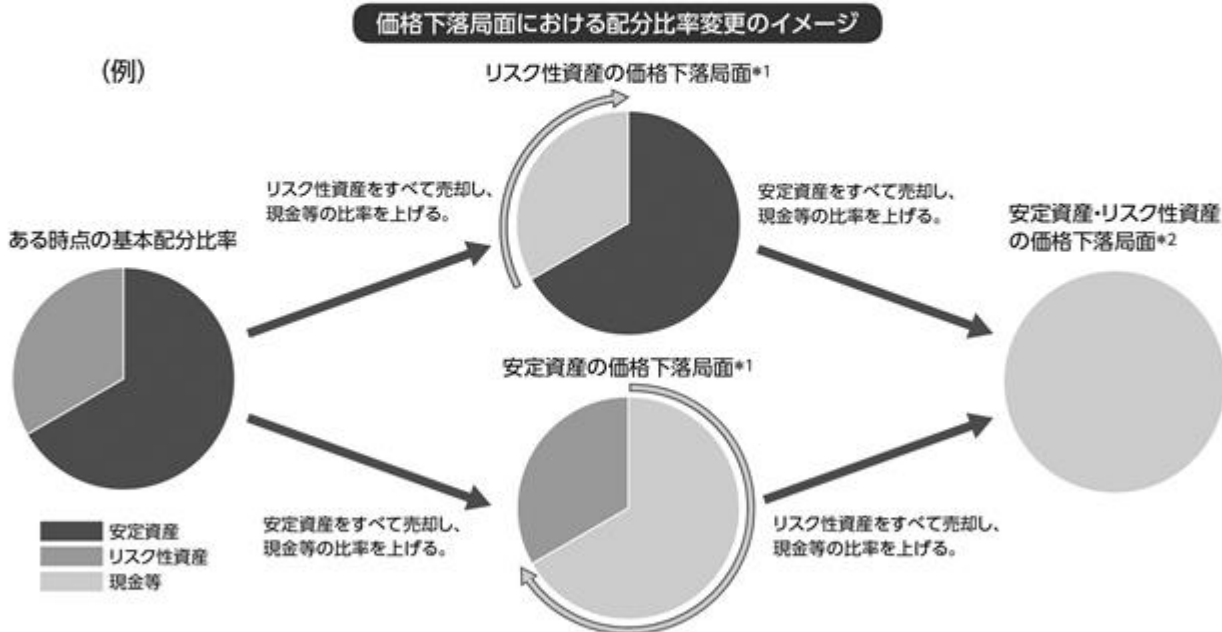 価格下落局面における配分比率変更のイメージ
(例)
リスク性資産の価格下落局面*1
リスク性資産をすべて売却し、
現金等の比率を上げる。
安定資産をすべて売却し、
現金等の比率を上げる。
安定資産・リスク性資産
の価格下落局面*2
ある時点の基本配分比率
安定資産の価格下落局面*1
安定資産をすべて売却し、
現金等の比率を上げる。
リスク性資産をすべて売却し、
現金等の比率を上げる。
安定資産
リスク性資産
現金等